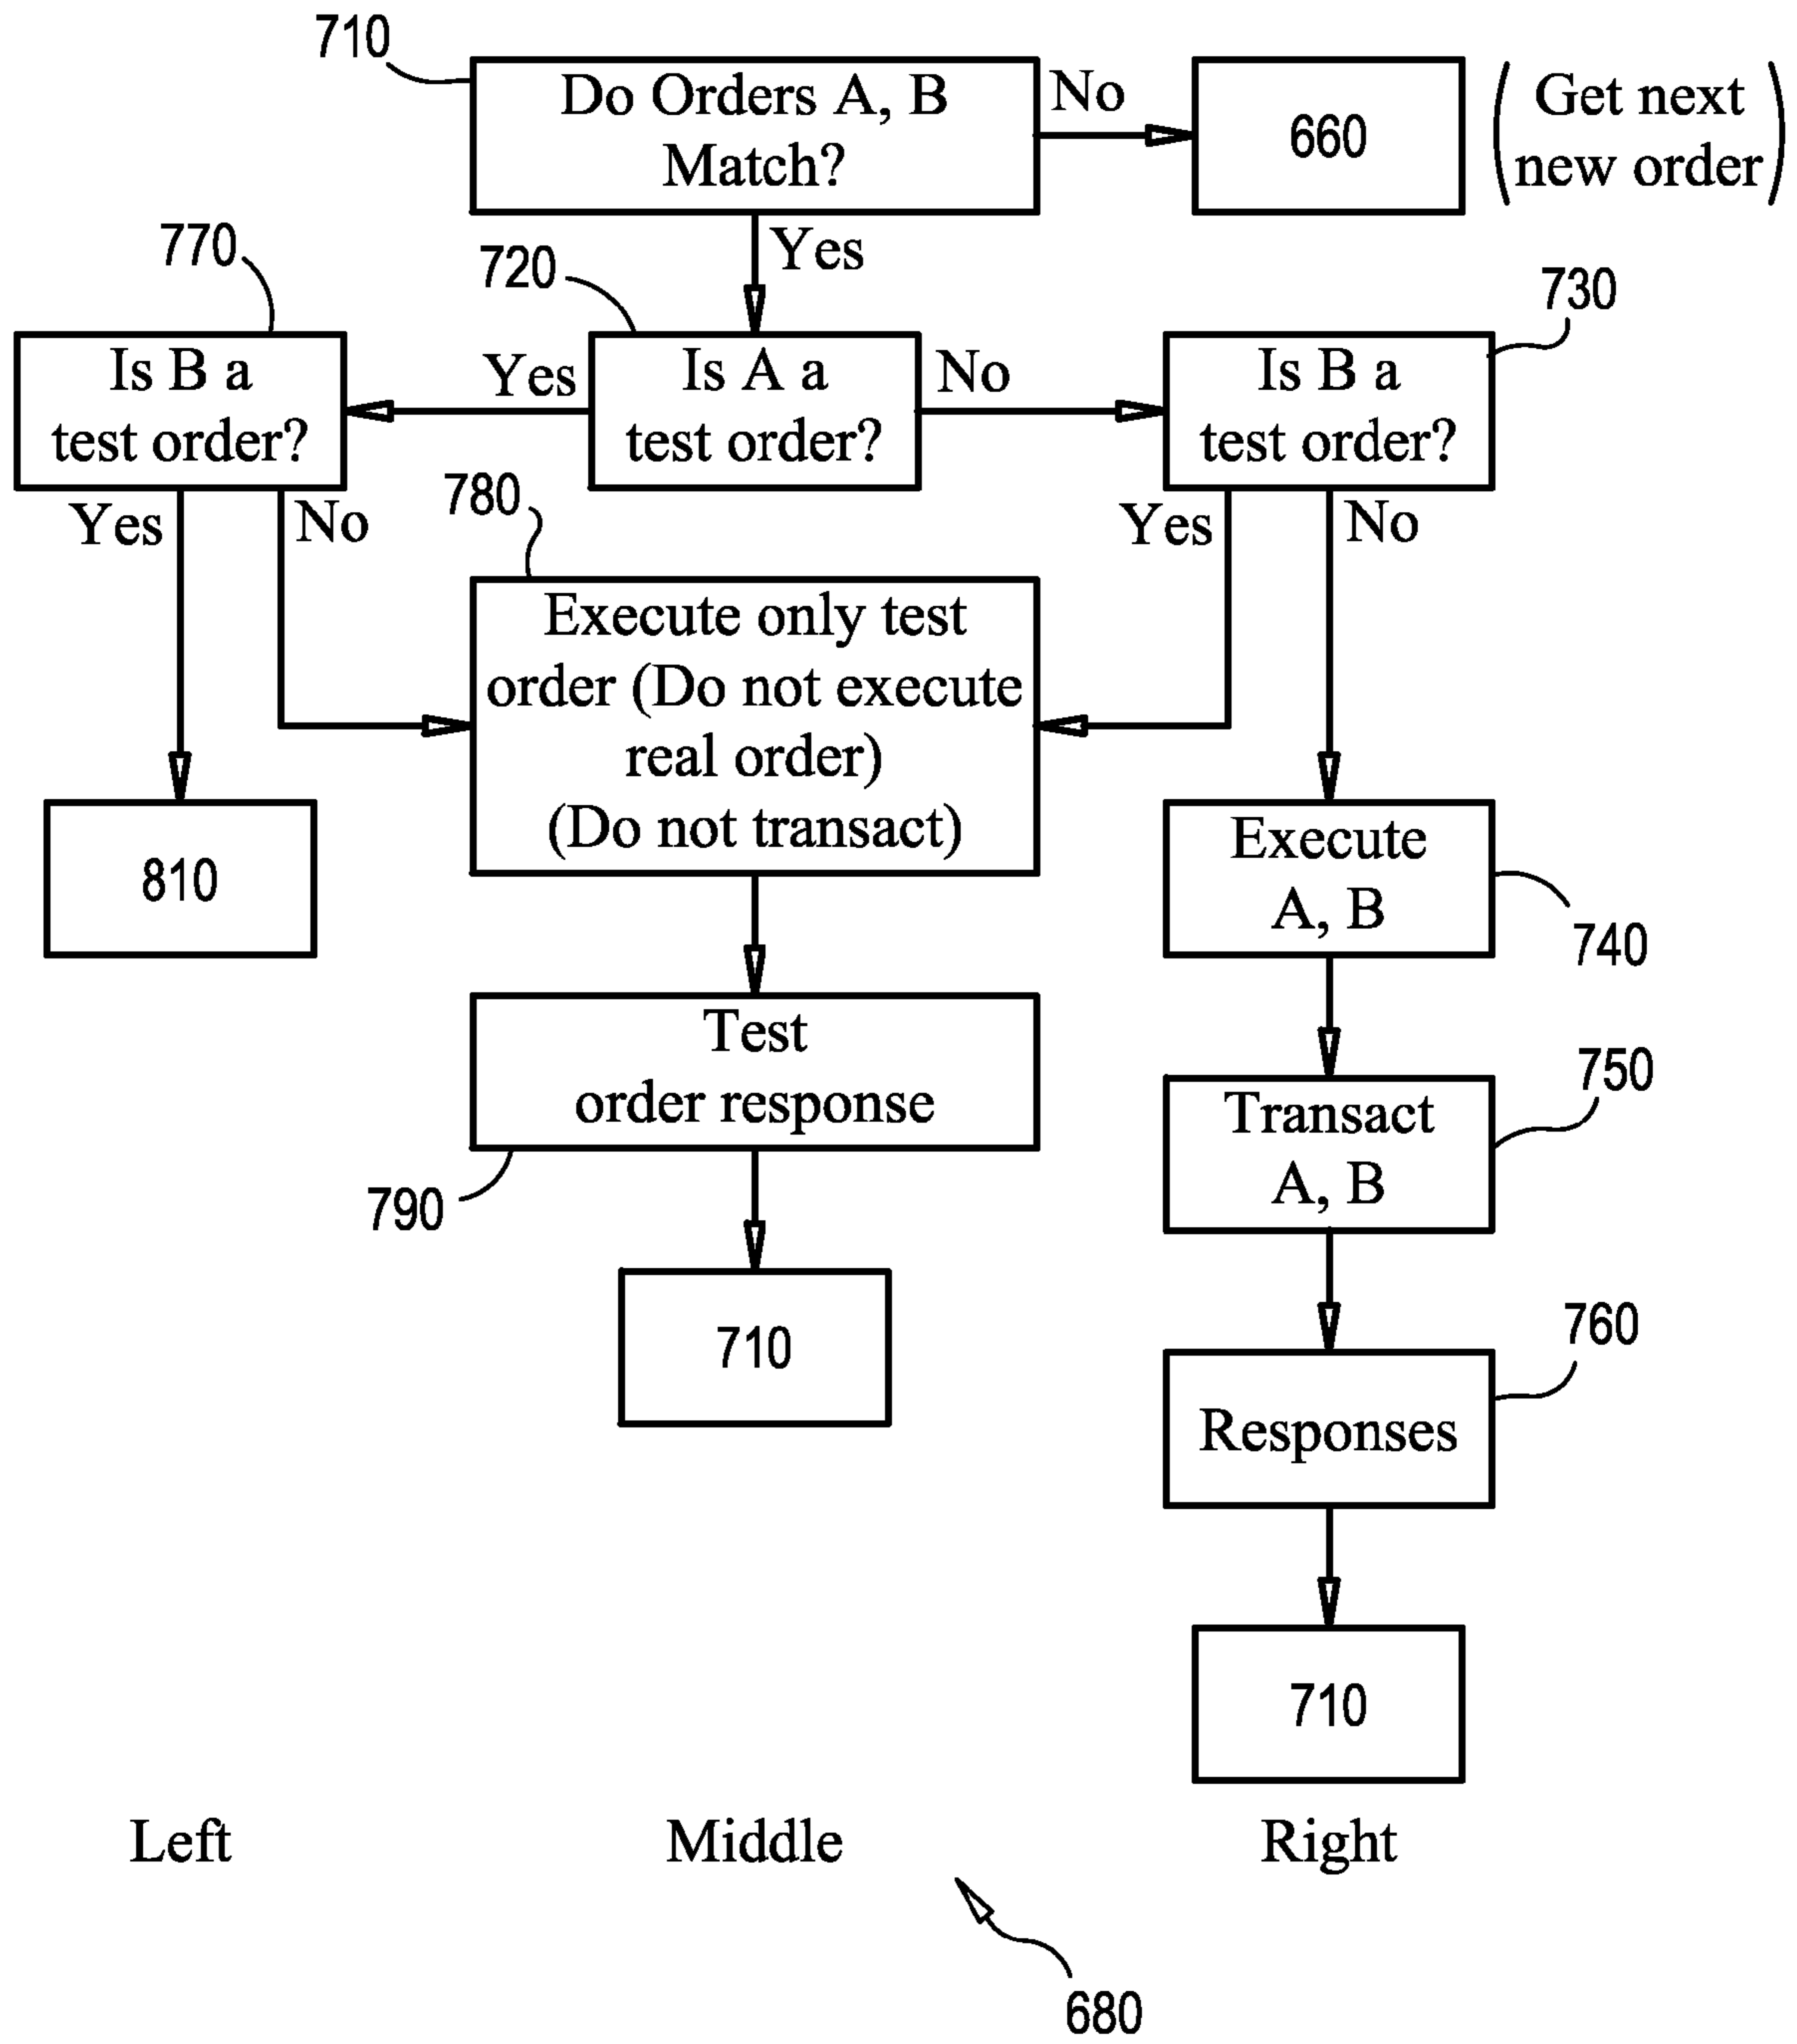 710
Do Orders A, B
Match?
No
660
(Get next
new order)
Yes
770
720
730
Is B a
test order?
Yes
Is A a
test order?
No
Is B a
test order?
Yes
No
780
Yes
No
Execute only test
order (Do not execute
real order)
(Do not transact)
810
Execute
A, B
740
Test
order response
790
750
Transact
A, B
710
760
Responses
710
Left
Middle
Right
680